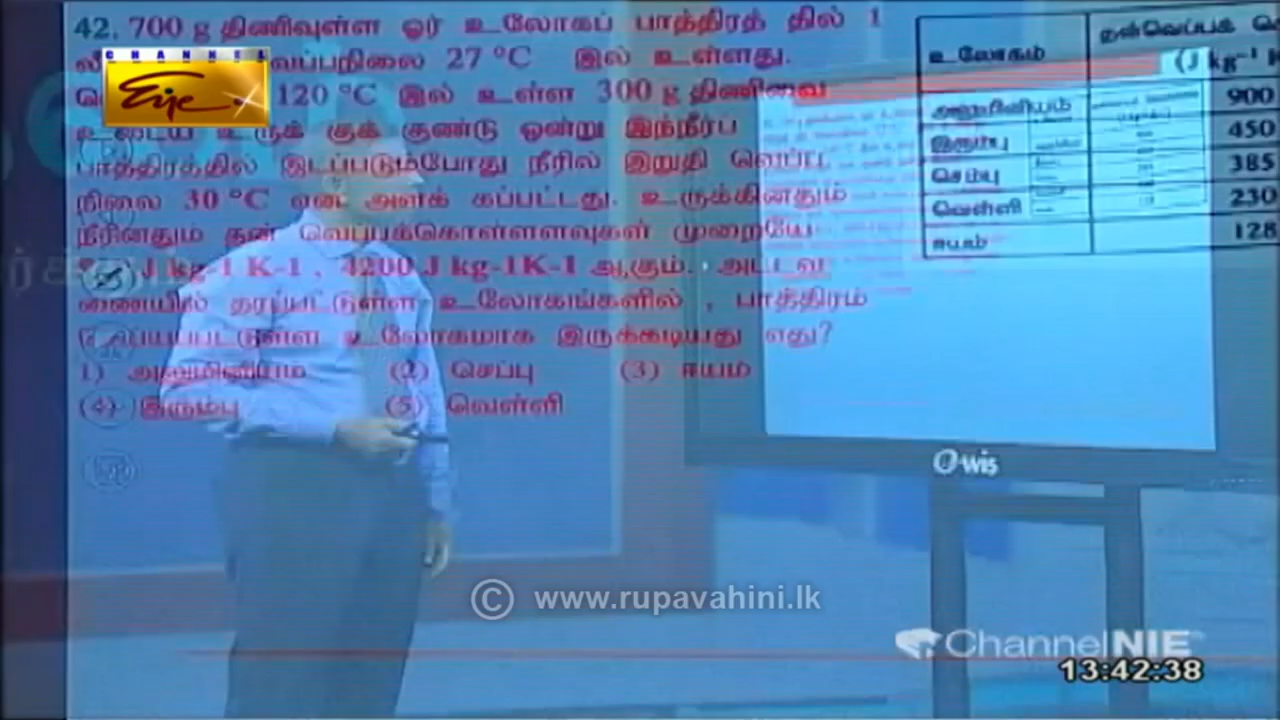 42. 700 g திணிவுள்ள ஓர் உலோகப் பாத்திரத் தில் 1
வெப்பநிலை 27 °C இல் உள்ளது.
120 °C இல் உள்ள 300 g திணிவை
உடைய உருக் குக் குண்டு ஒன்று இந்நீர்ப
பாத்திரத்தில் இடப்படும்போது நீரில் இறுதி வெப்ப
நிலை 30 °C என அளக் கப்பட்டது. உருக்கினதும்
நீரினதும் தன் வெப்பக்கொள்ளளவுகள் முறையே
J kg-1 K-1 , 4200 J kg-1K-1 ஆகும். அட்டவ
ணையில் தரப்பட்டுள்ள உலோகங்களில் , பாத்திரம்
உலோகமாக இருக்கடியது எது?
1) அலுமினியம் (2) செப்பு (3) ஈயம்
(4) இரும்பு (5) வெள்ளி
உலோகம் தன்வெப்பக்
(J kg⁻¹
அலுமினியம் 900
இரும்பு 450
செம்பு 385
வெள்ளி 230
ஈயம் 128
CHANNEL
Eye
O-wis
© www.rupavahini.lk
ChannelNIE
13:42:38